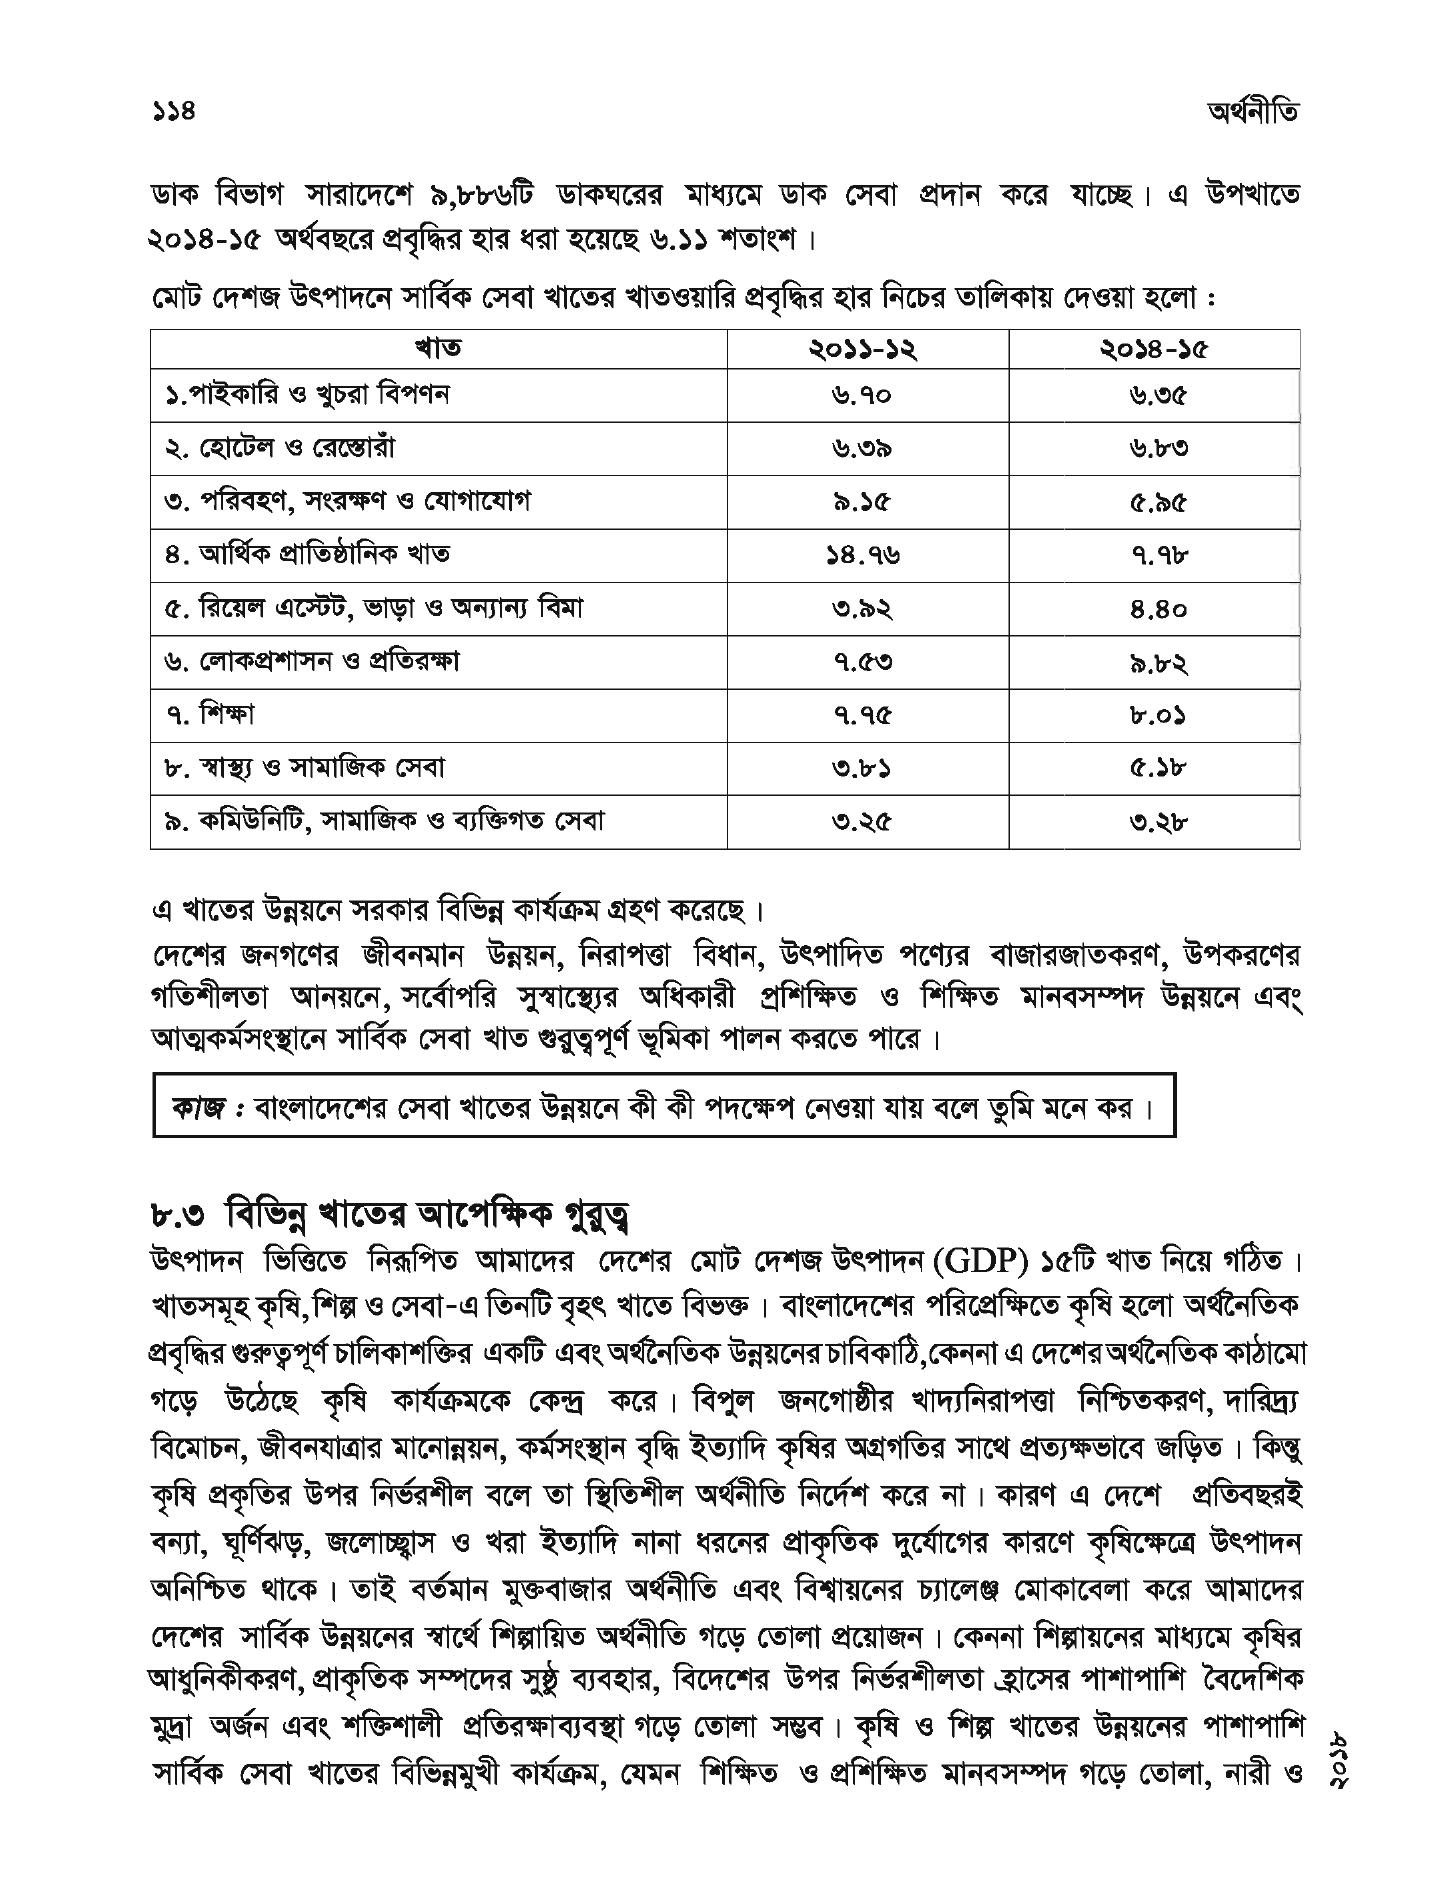 ১১৪
অর্থনীতি
ডাক বিভাগ সারাদেশে ৯,৮৮৬টি ডাকঘরের মাধ্যমে ডাক সেবা প্রদান করে যাচ্ছে। এ উপখাতে
২০১৪-১৫ অর্থবছরে প্রবৃদ্ধির হার ধরা হয়েছে ৬.১১ শতাংশ।
মোট দেশজ উৎপাদনে সার্বিক সেবা খাতের খাতওয়ারি প্রবৃদ্ধির হার নিচের তালিকায় দেওয়া হলো :
খাত ২০১১-১২ ২০১৪-১৫
১.পাইকারি ও খুচরা বিপণন ৬.৭০ ৬.৩৫
২. হোটেল ও রেস্তোরাঁ ৬.৩৯ ৬.৮৩
৩. পরিবহণ, সংরক্ষণ ও যোগাযোগ ৯.১৫ ৫.৯৫
৪. আর্থিক প্রাতিষ্ঠানিক খাত ১৪.৭৬ ৭.৭৮
৫. রিয়েল এস্টেট, ভাড়া ও অন্যান্য বিমা ৩.৯২ ৪.৪০
৬. লোকপ্রশাসন ও প্রতিরক্ষা ৭.৫৩ ৯.৮২
৭. শিক্ষা ৭.৭৫ ৮.০১
৮. স্বাস্থ্য ও সামাজিক সেবা ৩.৮১ ৫.১৮
৯. কমিউনিটি, সামাজিক ও ব্যক্তিগত সেবা ৩.২৫ ৩.২৮
এ খাতের উন্নয়নে সরকার বিভিন্ন কার্যক্রম গ্রহণ করেছে।
দেশের জনগণের জীবনমান উন্নয়ন, নিরাপত্তা বিধান, উৎপাদিত পণ্যের বাজারজাতকরণ, উপকরণের
গতিশীলতা আনয়নে, সর্বোপরি সুস্বাস্থ্যের অধিকারী প্রশিক্ষিত ও শিক্ষিত মানবসম্পদ উন্নয়নে এবং
আত্মকর্মসংস্থানে সার্বিক সেবা খাত গুরুত্বপূর্ণ ভূমিকা পালন করতে পারে।
কাজ : বাংলাদেশের সেবা খাতের উন্নয়নে কী কী পদক্ষেপ নেওয়া যায় বলে তুমি মনে কর।
৮.৩ বিভিন্ন খাতের আপেক্ষিক গুরুত্ব
উৎপাদন ভিত্তিতে নিরূপিত আমাদের দেশের মোট দেশজ উৎপাদন (GDP) ১৫টি খাত নিয়ে গঠিত।
খাতসমূহ কৃষি, শিল্প ও সেবা-এ তিনটি বৃহৎ খাতে বিভক্ত। বাংলাদেশের পরিপ্রেক্ষিতে কৃষি হলো অর্থনৈতিক
প্রবৃদ্ধির গুরুত্বপূর্ণ চালিকাশক্তির একটি এবং অর্থনৈতিক উন্নয়নের চাবিকাঠি,কেননা এ দেশের অর্থনৈতিক কাঠামো
গড়ে উঠেছে কৃষি কার্যক্রমকে কেন্দ্র করে। বিপুল জনগোষ্ঠীর খাদ্যনিরাপত্তা নিশ্চিতকরণ, দারিদ্র্য
বিমোচন, জীবনযাত্রার মানোন্নয়ন, কর্মসংস্থান বৃদ্ধি ইত্যাদি কৃষির অগ্রগতির সাথে প্রত্যক্ষভাবে জড়িত। কিন্তু
কৃষি প্রকৃতির উপর নির্ভরশীল বলে তা স্থিতিশীল অর্থনীতি নির্দেশ করে না। কারণ এ দেশে প্রতিবছরই
বন্যা, ঘূর্ণিঝড়, জলোচ্ছ্বাস ও খরা ইত্যাদি নানা ধরনের প্রাকৃতিক দুর্যোগের কারণে কৃষিক্ষেত্রে উৎপাদন
অনিশ্চিত থাকে। তাই বর্তমান মুক্তবাজার অর্থনীতি এবং বিশ্বায়নের চ্যালেঞ্জ মোকাবেলা করে আমাদের
দেশের সার্বিক উন্নয়নের স্বার্থে শিল্পায়িত অর্থনীতি গড়ে তোলা প্রয়োজন। কেননা শিল্পায়নের মাধ্যমে কৃষির
আধুনিকীকরণ, প্রাকৃতিক সম্পদের সুষ্ঠু ব্যবহার, বিদেশের উপর নির্ভরশীলতা হ্রাসের পাশাপাশি বৈদেশিক
মুদ্রা অর্জন এবং শক্তিশালী প্রতিরক্ষাব্যবস্থা গড়ে তোলা সম্ভব। কৃষি ও শিল্প খাতের উন্নয়নের পাশাপাশি
সার্বিক সেবা খাতের বিভিন্নমুখী কার্যক্রম, যেমন শিক্ষিত ও প্রশিক্ষিত মানবসম্পদ গড়ে তোলা, নারী ও
২০১৮